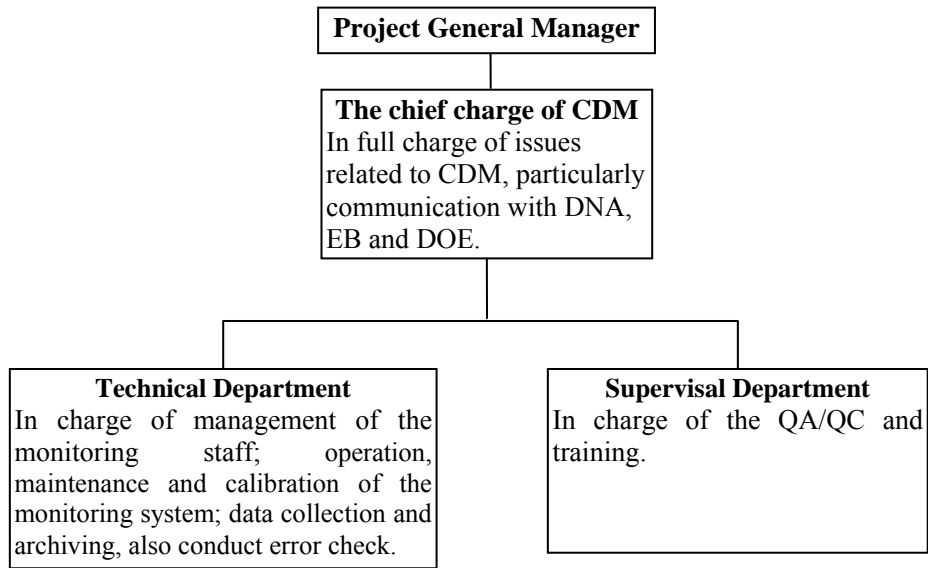 Project General Manager
The chief charge of CDM
In full charge of issues
related to CDM, particularly
communication with DNA,
EB and DOE.
Technical Department
In charge of management of the
monitoring staff; operation,
maintenance and calibration of the
monitoring system; data collection and
archiving, also conduct error check.
Supervisal Department
In charge of the QA/QC and
training.